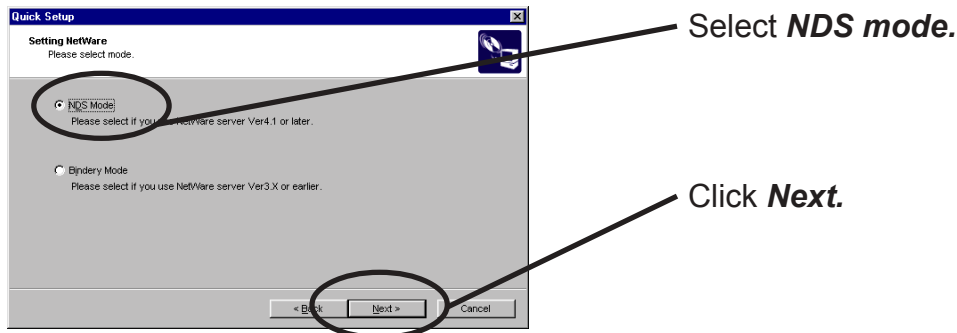 Quick Setup
Setting NetWare
Please select mode.
Select NDS mode.
NDS Mode
Please select if you use NetWare server Ver4.1 or later.
Bindery Mode
Please select if you use NetWare server Ver3.X or earlier.
Click Next.
< Back
Next >
Cancel